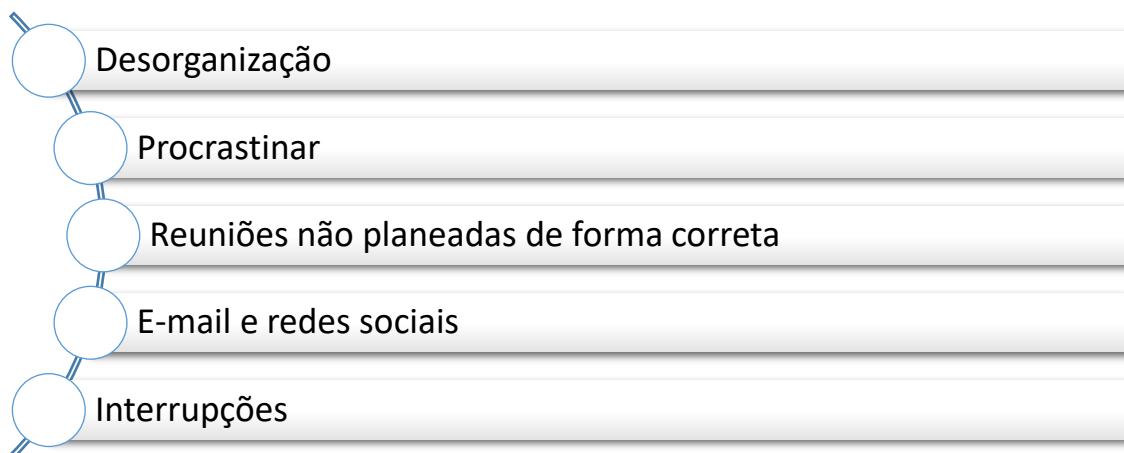 Desorganização
Procrastinar
Reuniões não planeadas de forma correta
E-mail e redes sociais
Interrupções